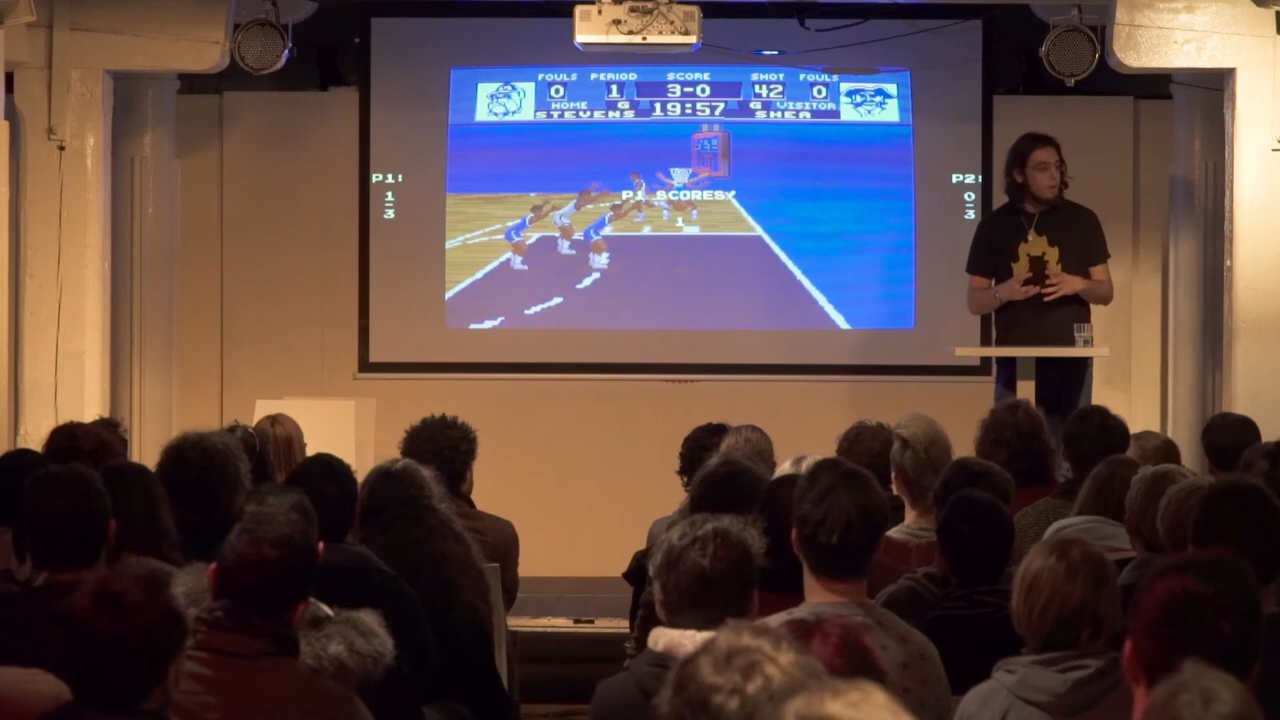 FOULS PERIOD SCORE SHOT FOULS
0 1 3-0 42 0
HOME G 19:57 G VISITOR
STEVENS SHEA
P1:
1
3
P2:
0
3
P1 SCORES
1